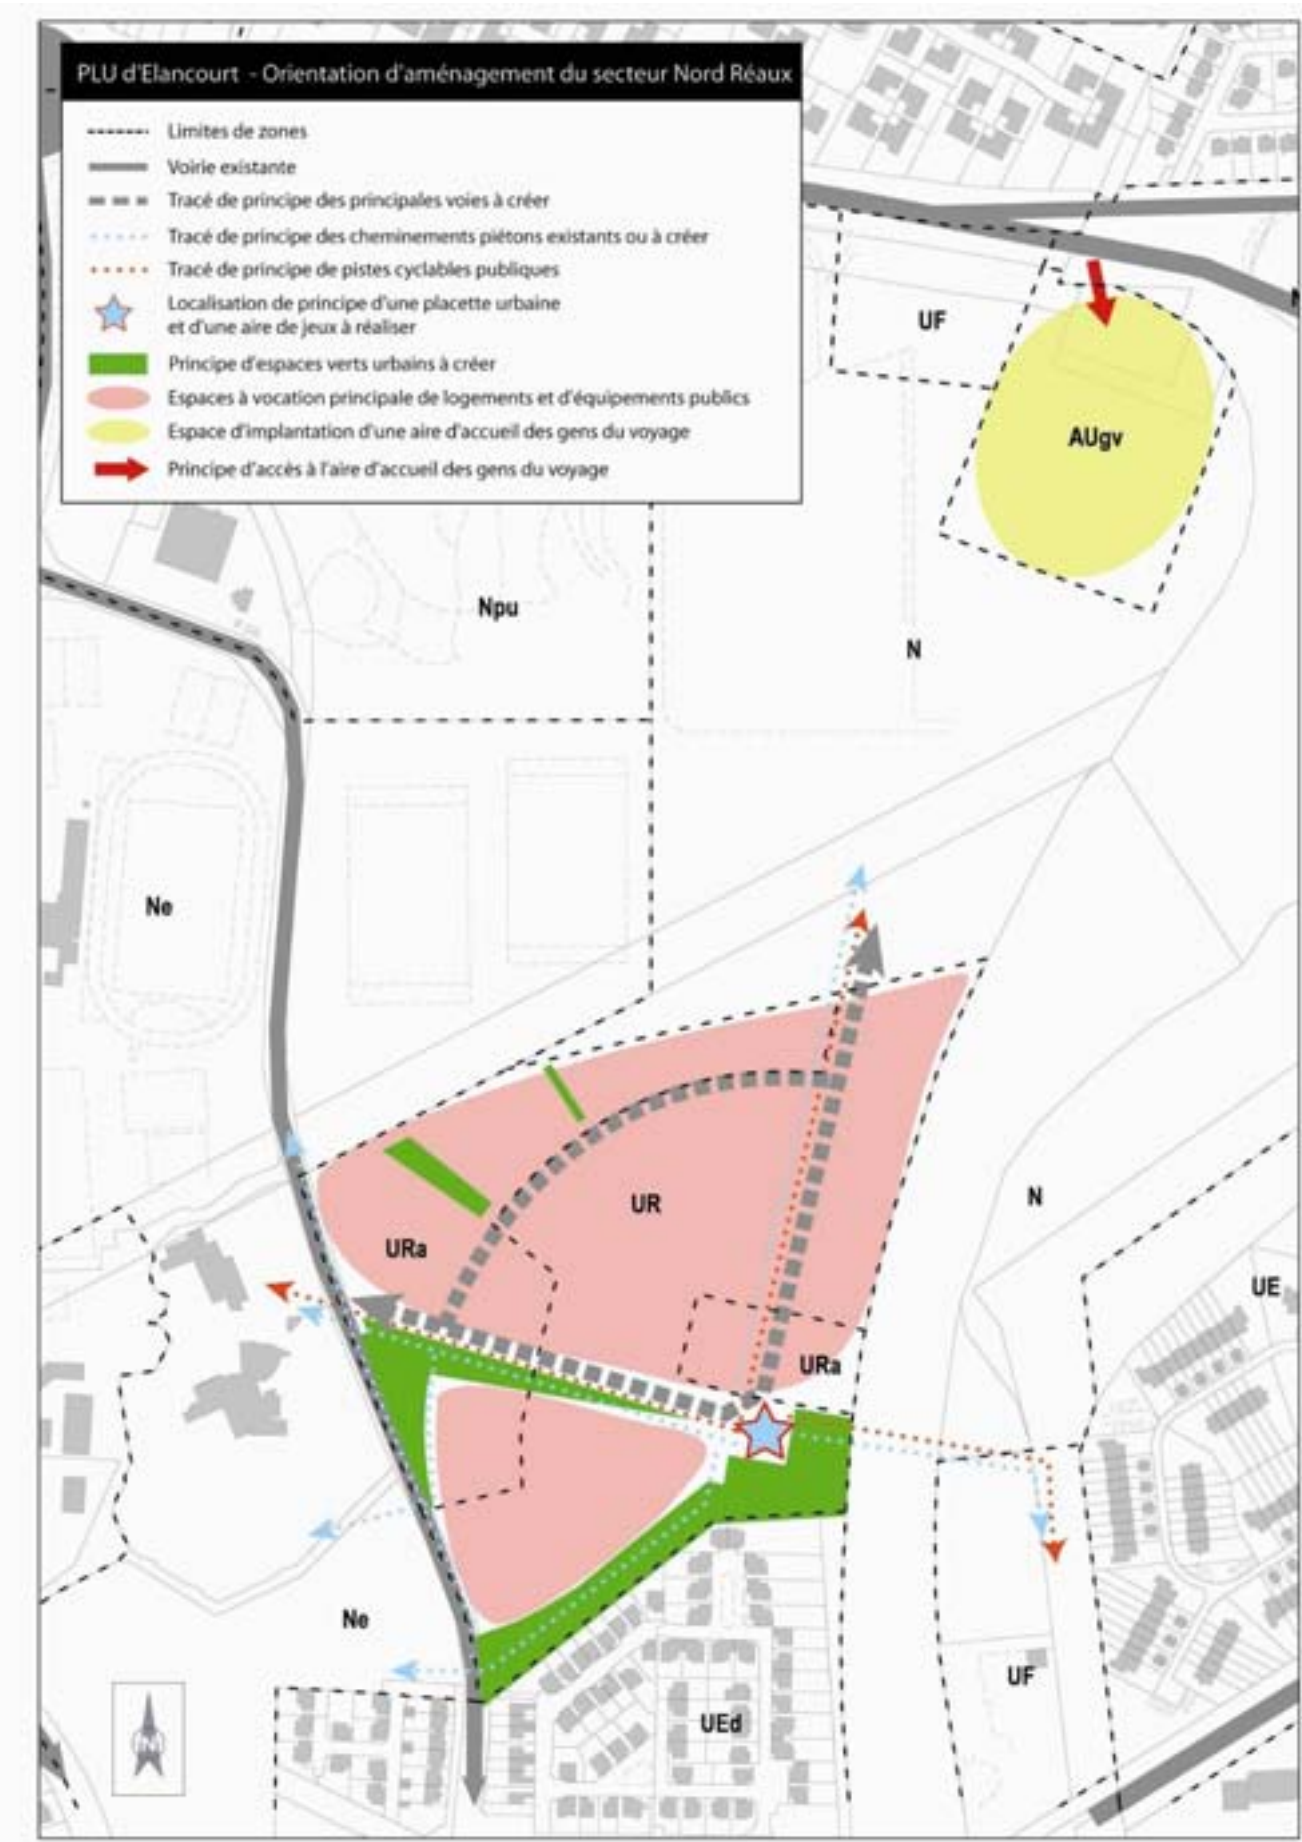 PLU d'Elancourt - Orientation d'aménagement du secteur Nord Réaux
Limites de zones
Voirie existante
Tracé de principe des principales voies à créer
Tracé de principe des cheminements piétons existants ou à créer
Tracé de principe de pistes cyclables publiques
Localisation de principe d'une placette urbaine
et d'une aire de jeux à réaliser
Principe d'espaces verts urbains à créer
Espaces à vocation principale de logements et d'équipements publics
Espace d'implantation d'une aire d'accueil des gens du voyage
Principe d'accès à l'aire d'accueil des gens du voyage
UF
AUgv
Npu
N
Ne
UR
N
URa
UE
URa
Ne
UF
UEd
N